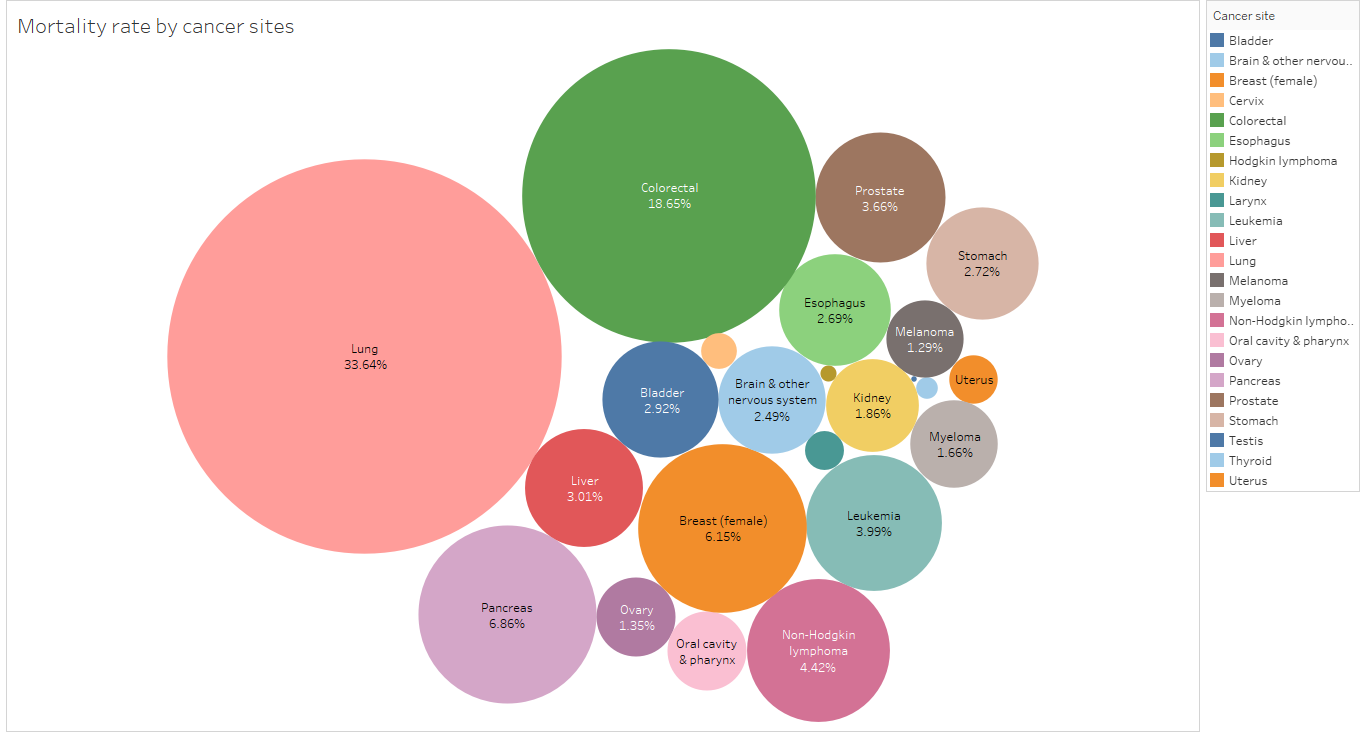 Mortality rate by cancer sites
Colorectal
18.65%
Prostate
3.66%
Stomach
2.72%
Esophagus
2.69%
Melanoma
1.29%
Lung
33.64%
Bladder
2.92%
Brain & other
nervous system
2.49%
Kidney
1.86%
Uterus
Myeloma
1.66%
Liver
3.01%
Breast (female)
6.15%
Leukemia
3.99%
Pancreas
6.86%
Ovary
1.35%
Oral cavity
& pharynx
Non-Hodgkin
lymphoma
4.42%
Cancer site
Bladder
Brain & other nervou..
Breast (female)
Cervix
Colorectal
Esophagus
Hodgkin lymphoma
Kidney
Larynx
Leukemia
Liver
Lung
Melanoma
Myeloma
Non-Hodgkin lympho..
Oral cavity & pharynx
Ovary
Pancreas
Prostate
Stomach
Testis
Thyroid
Uterus